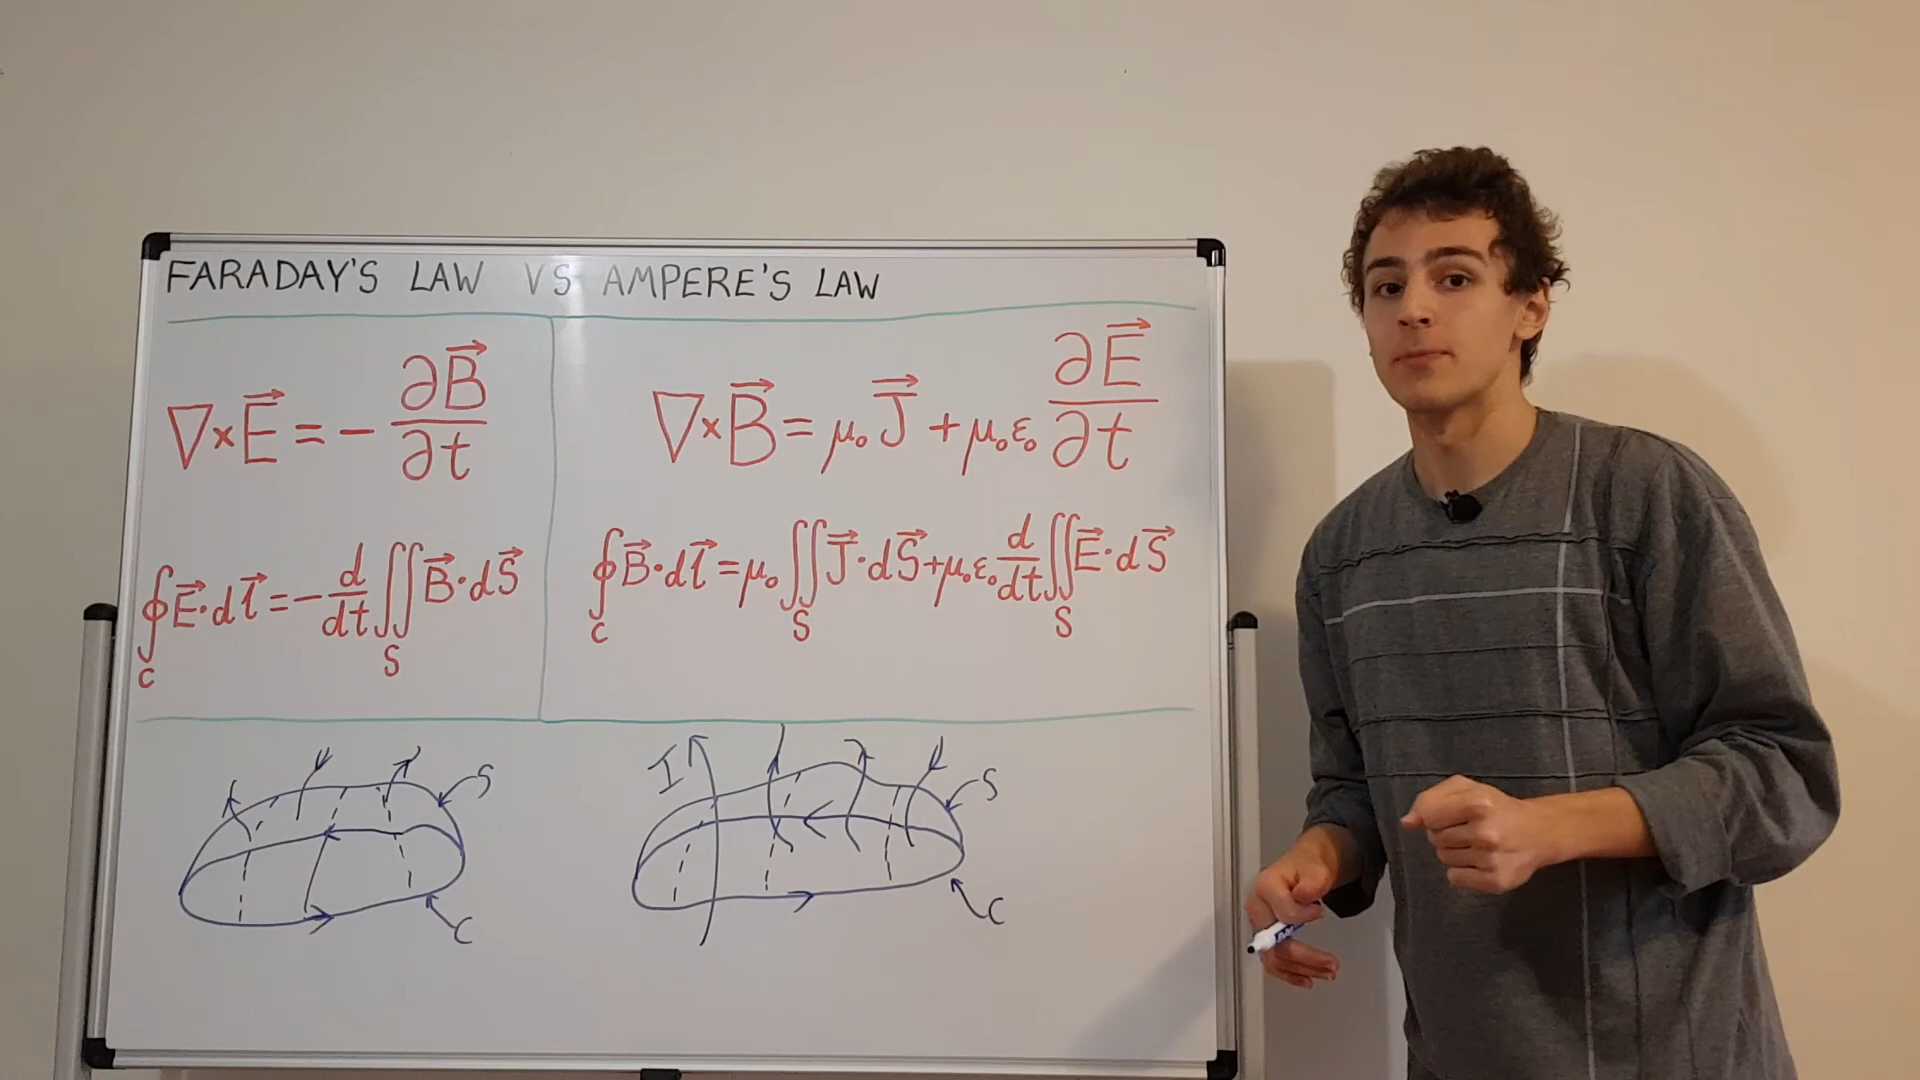 FARADAY'S LAW VS AMPERE'S LAW
∇×E⃗ = -∂B⃗/∂t
∇×B⃗ = μ₀J⃗ + μ₀ε₀ ∂E⃗/∂t
∮_C E⃗·dl⃗ = - d/dt ∬_S B⃗·dS⃗
∮_C B⃗·dl⃗ = μ₀ ∬_S J⃗·dS⃗ + μ₀ε₀ d/dt ∬_S E⃗·dS⃗
S
C
I
S
C